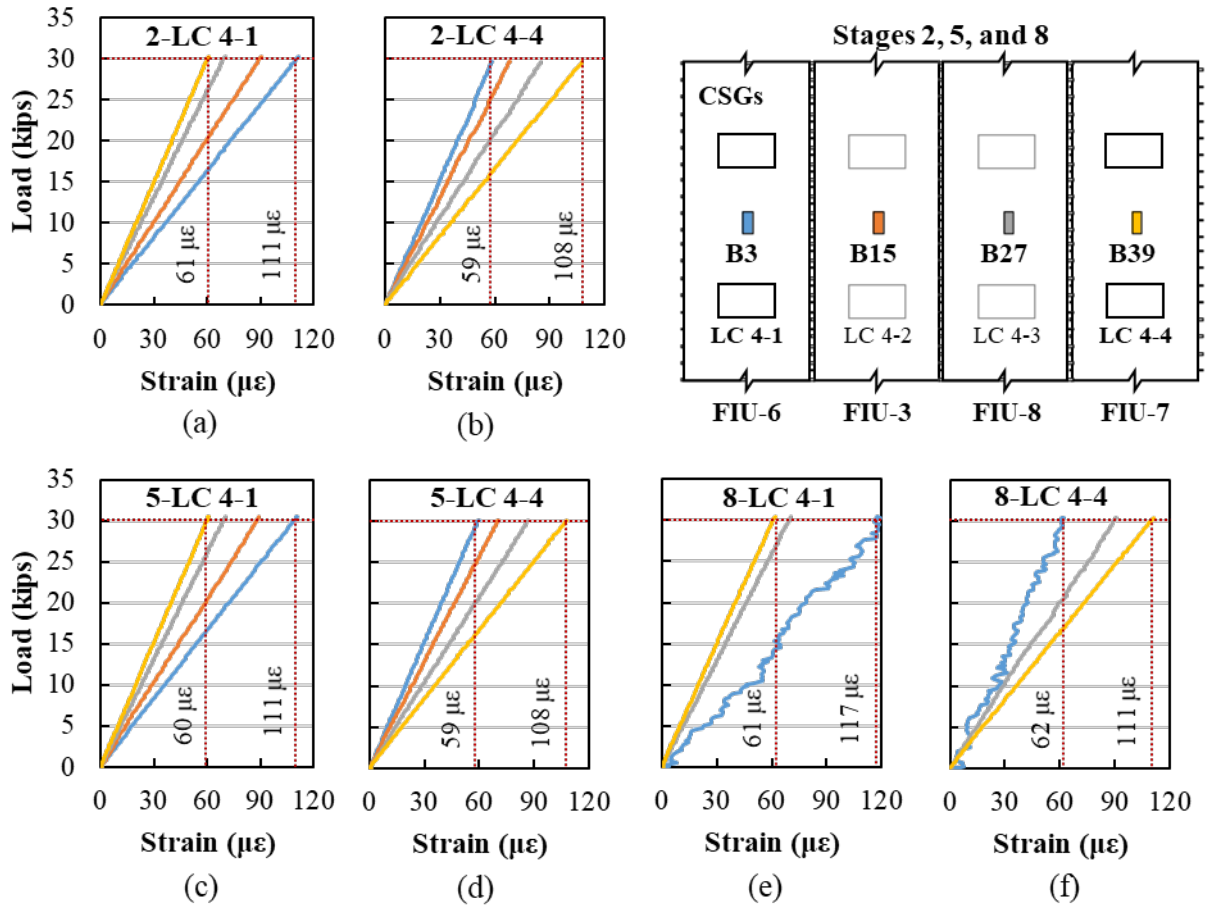 2-LC 4-1
35
30
25
20
15
10
5
0
Load (kips)
61 µε
111 µε
0 30 60 90 120
Strain (µε)
(a)
2-LC 4-4
59 µε
108 µε
0 30 60 90 120
Strain (µε)
(b)
Stages 2, 5, and 8
CSGs
B3 B15 B27 B39
LC 4-1 LC 4-2 LC 4-3 LC 4-4
FIU-6 FIU-3 FIU-8 FIU-7
5-LC 4-1
35
30
25
20
15
10
5
0
Load (kips)
60 µε
111 µε
0 30 60 90 120
Strain (µε)
(c)
5-LC 4-4
59 µε
108 µε
0 30 60 90 120
Strain (µε)
(d)
8-LC 4-1
61 µε
117 µε
0 30 60 90 120
Strain (µε)
(e)
8-LC 4-4
62 µε
111 µε
0 30 60 90 120
Strain (µε)
(f)